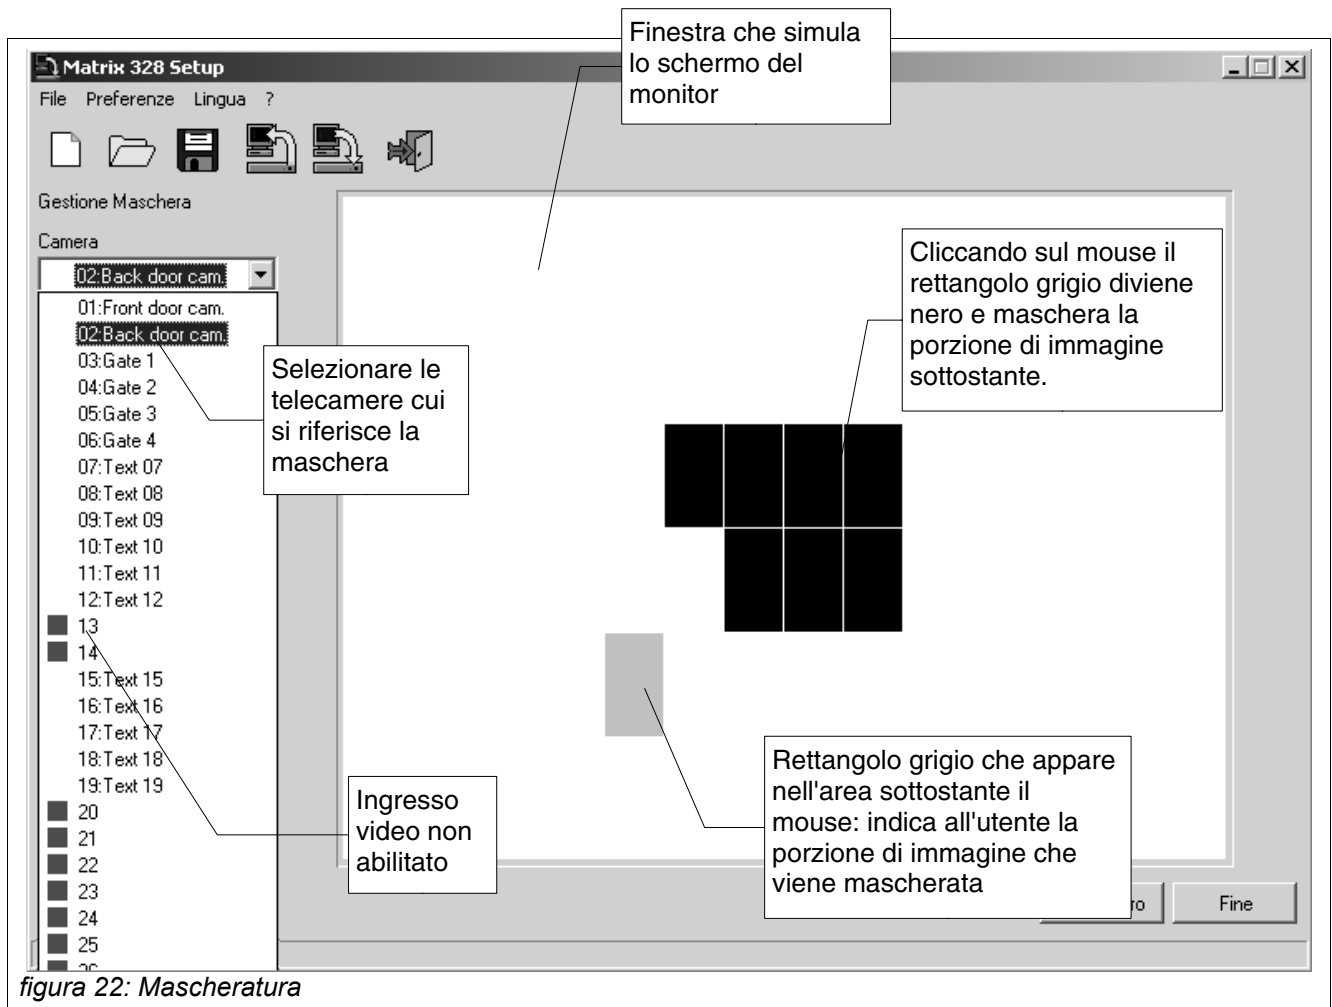 Finestra che simula
lo schermo del
monitor
Matrix 328 Setup
File Preferenze Lingua ?
Gestione Maschera
Camera
02:Back door cam.
01:Front door cam.
02:Back door cam.
03:Gate 1
04:Gate 2
05:Gate 3
06:Gate 4
07:Text 07
08:Text 08
09:Text 09
10:Text 10
11:Text 11
12:Text 12
13
14
15:Text 15
16:Text 16
17:Text 17
18:Text 18
19:Text 19
20
21
22
23
24
25
Selezionare le
telecamere cui
si riferisce la
maschera
Cliccando sul mouse il
rettangolo grigio diviene
nero e maschera la
porzione di immagine
sottostante.
Ingresso
video non
abilitato
Rettangolo grigio che appare
nell'area sottostante il
mouse: indica all'utente la
porzione di immagine che
viene mascherata
Fine
figura 22: Mascheratura